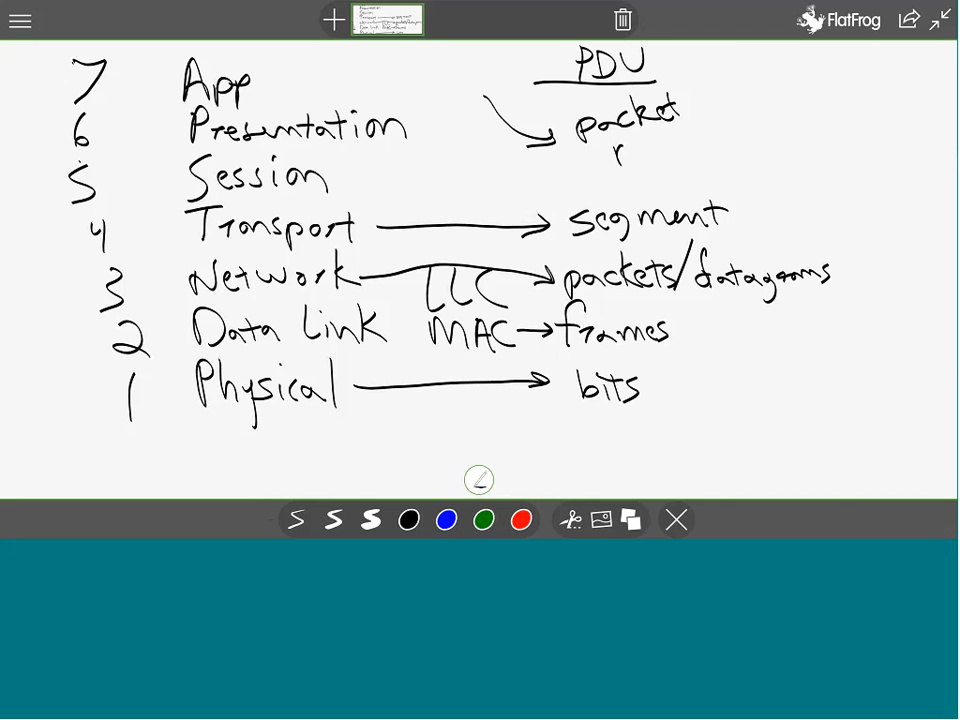 FlatFrog
PDU
7 App
packet
6 Presentation
r
5 Session
4 Transport → segment
3 Network → packets/datagrams
LLC
2 Data Link MAC → frames
1 Physical → bits